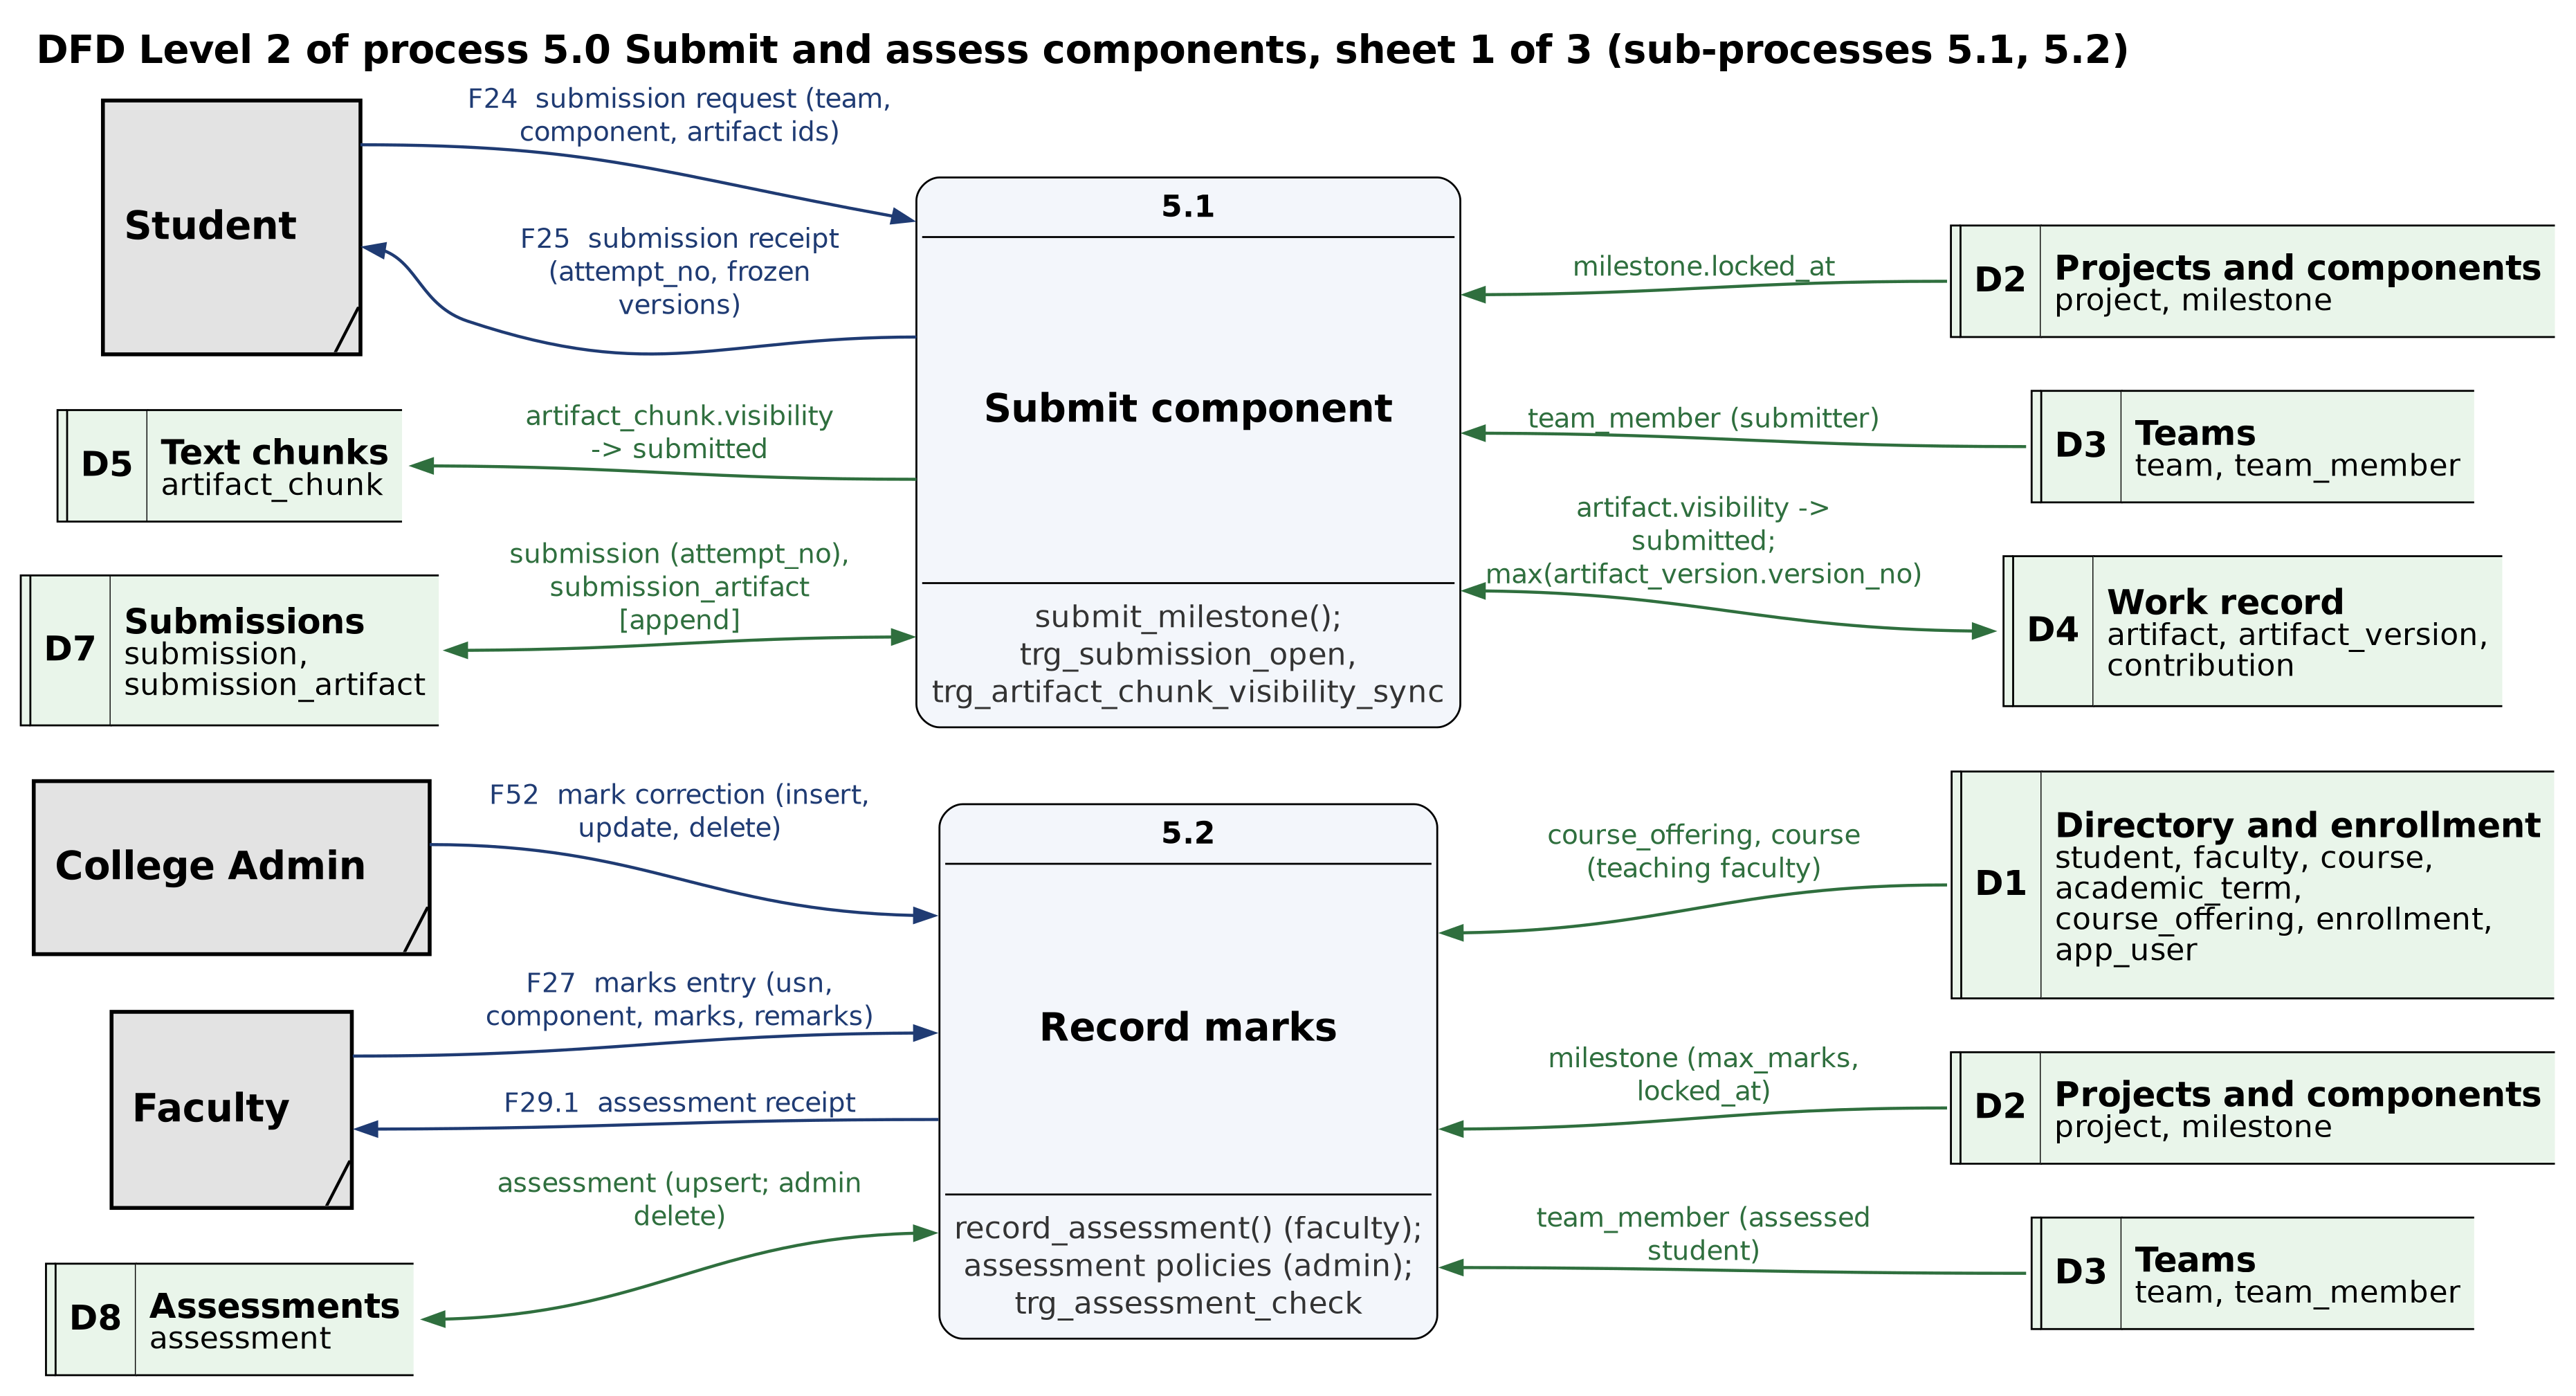 DFD Level 2 of process 5.0 Submit and assess components, sheet 1 of 3 (sub-processes 5.1, 5.2)
Student
F24  submission request (team,
component, artifact ids)
F25  submission receipt
(attempt_no, frozen
versions)
D5
Text chunks
artifact_chunk
artifact_chunk.visibility
-> submitted
D7
Submissions
submission,
submission_artifact
submission (attempt_no),
submission_artifact
[append]
5.1
Submit component
submit_milestone();
trg_submission_open,
trg_artifact_chunk_visibility_sync
milestone.locked_at
D2
Projects and components
project, milestone
team_member (submitter)
D3
Teams
team, team_member
artifact.visibility ->
submitted;
max(artifact_version.version_no)
D4
Work record
artifact, artifact_version,
contribution
College Admin
F52  mark correction (insert,
update, delete)
Faculty
F27  marks entry (usn,
component, marks, remarks)
F29.1  assessment receipt
D8
Assessments
assessment
assessment (upsert; admin
delete)
5.2
Record marks
record_assessment() (faculty);
assessment policies (admin);
trg_assessment_check
course_offering, course
(teaching faculty)
D1
Directory and enrollment
student, faculty, course,
academic_term,
course_offering, enrollment,
app_user
milestone (max_marks,
locked_at)
D2
Projects and components
project, milestone
team_member (assessed
student)
D3
Teams
team, team_member